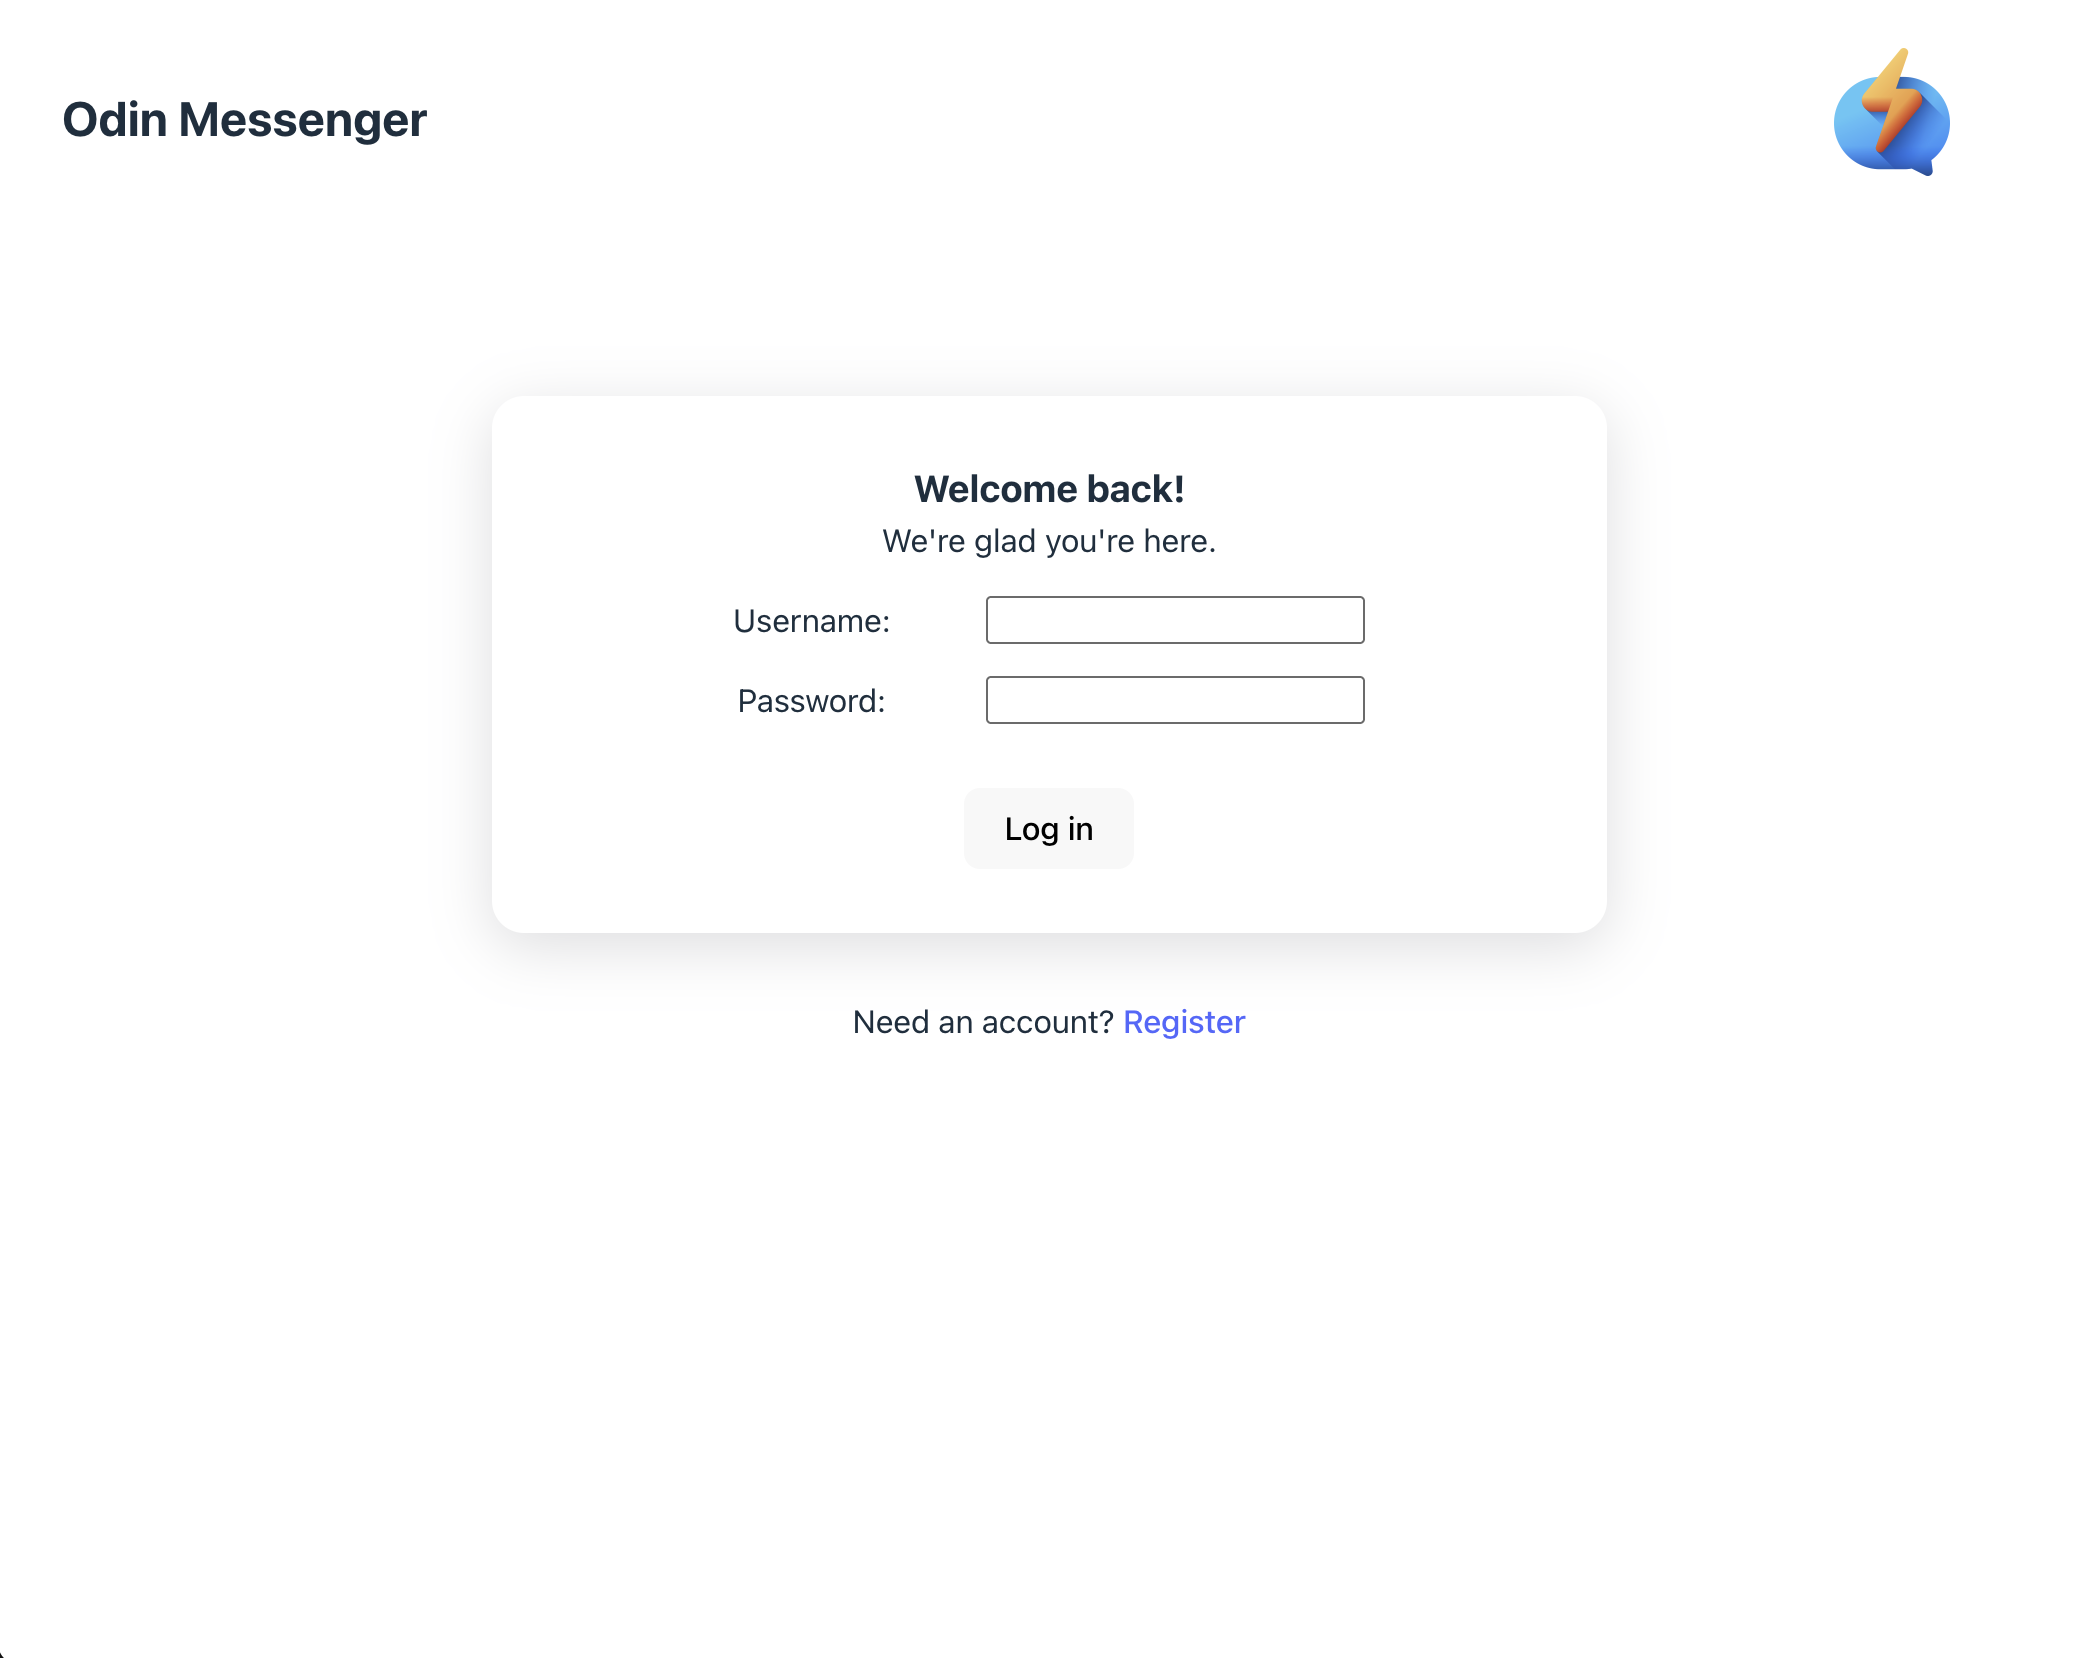 Odin Messenger
Welcome back!
We're glad you're here.
Username:
Password:
Log in
Need an account? Register